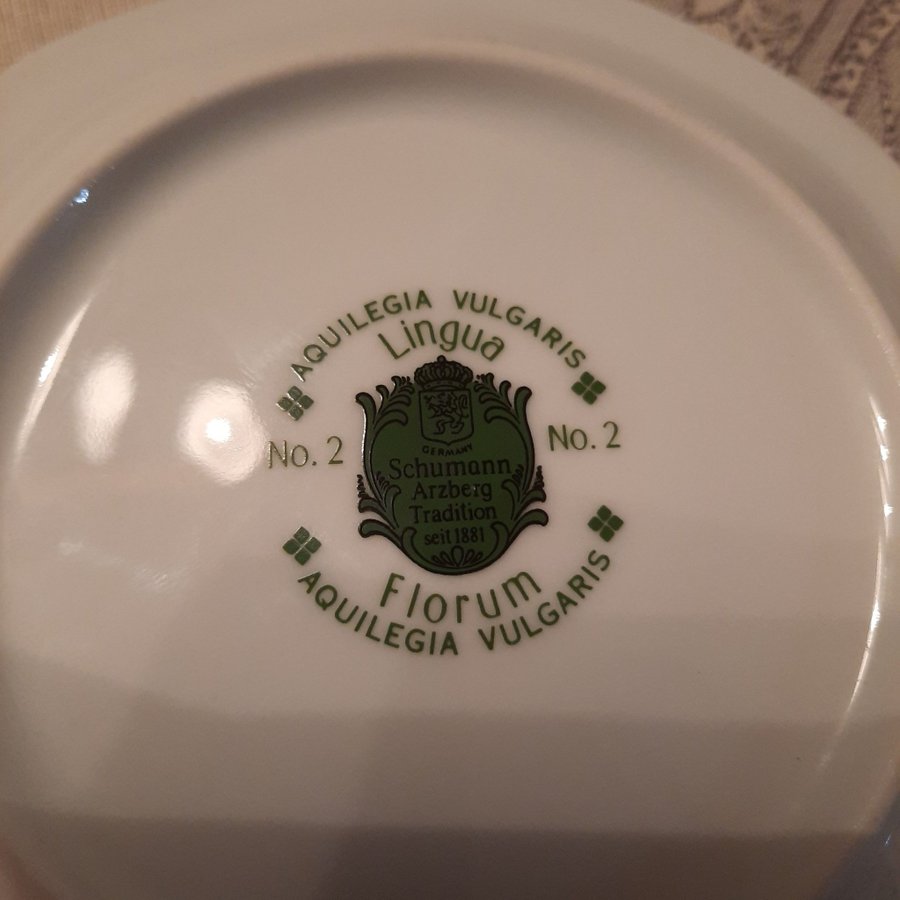 AQUILEGIA VULGARIS
Lingua
No. 2
No. 2
GERMANY
Schumann
Arzberg
Tradition
seit 1881
Florum
AQUILEGIA VULGARIS